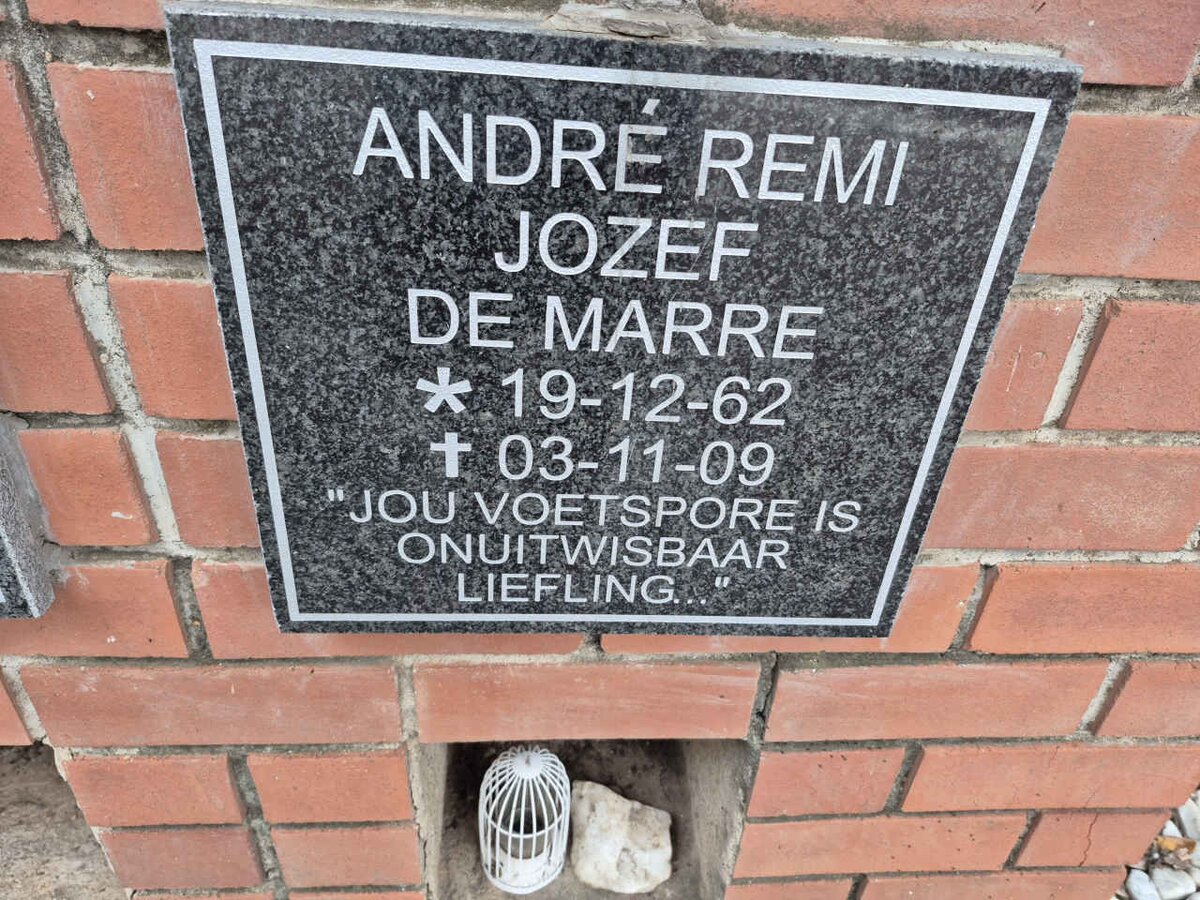 ANDRÉ REMI
JOZEF
DE MARRE
* 19-12-62
✝ 03-11-09
"JOU VOETSPORE IS
ONUITWISBAAR
LIEFLING..."